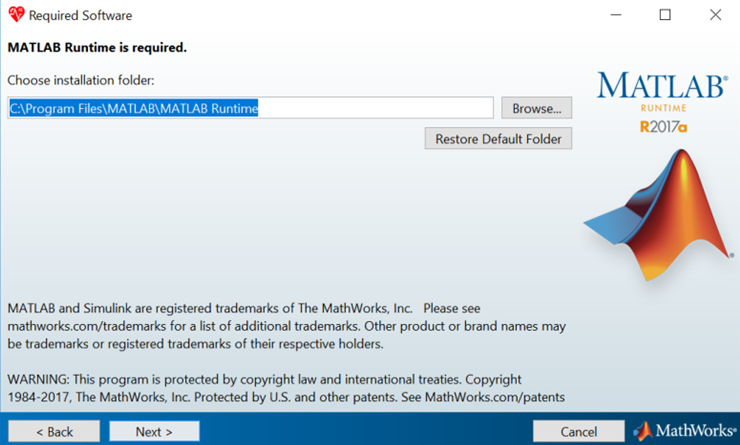 Required Software
MATLAB Runtime is required.
Choose installation folder:
C:\Program Files\MATLAB\MATLAB Runtime
Browse...
Restore Default Folder
MATLAB®
RUNTIME
R2017a
MATLAB and Simulink are registered trademarks of The MathWorks, Inc.   Please see
mathworks.com/trademarks for a list of additional trademarks. Other product or brand names may
be trademarks or registered trademarks of their respective holders.
WARNING: This program is protected by copyright law and international treaties. Copyright
1984-2017, The MathWorks, Inc. Protected by U.S. and other patents. See MathWorks.com/patents
< Back
Next >
Cancel
MathWorks®